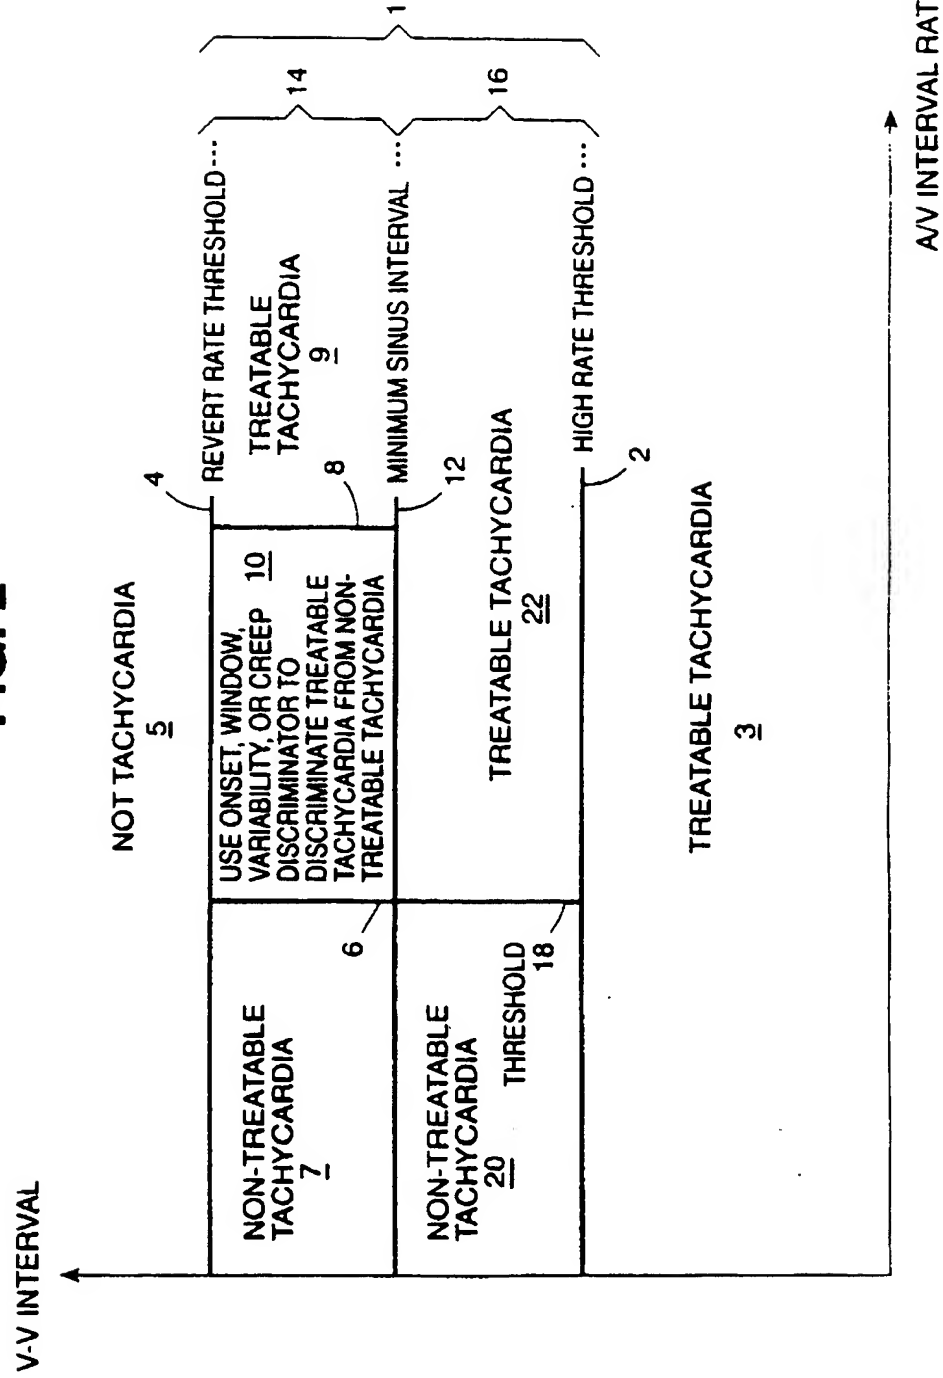 V-V INTERVAL
NOT TACHYCARDIA
5
4
REVERT RATE THRESHOLD...
NON-TREATABLE
TACHYCARDIA
7
USE ONSET, WINDOW,
VARIABILITY, OR CREEP 10
DISCRIMINATOR TO
DISCRIMINATE TREATABLE
TACHYCARDIA FROM NON-
TREATABLE TACHYCARDIA
TREATABLE
TACHYCARDIA
9
14
1
6
8
12
MINIMUM SINUS INTERVAL ...
NON-TREATABLE
TACHYCARDIA
20
THRESHOLD
18
TREATABLE TACHYCARDIA
22
16
HIGH RATE THRESHOLD ...
2
TREATABLE TACHYCARDIA
3
A/V INTERVAL